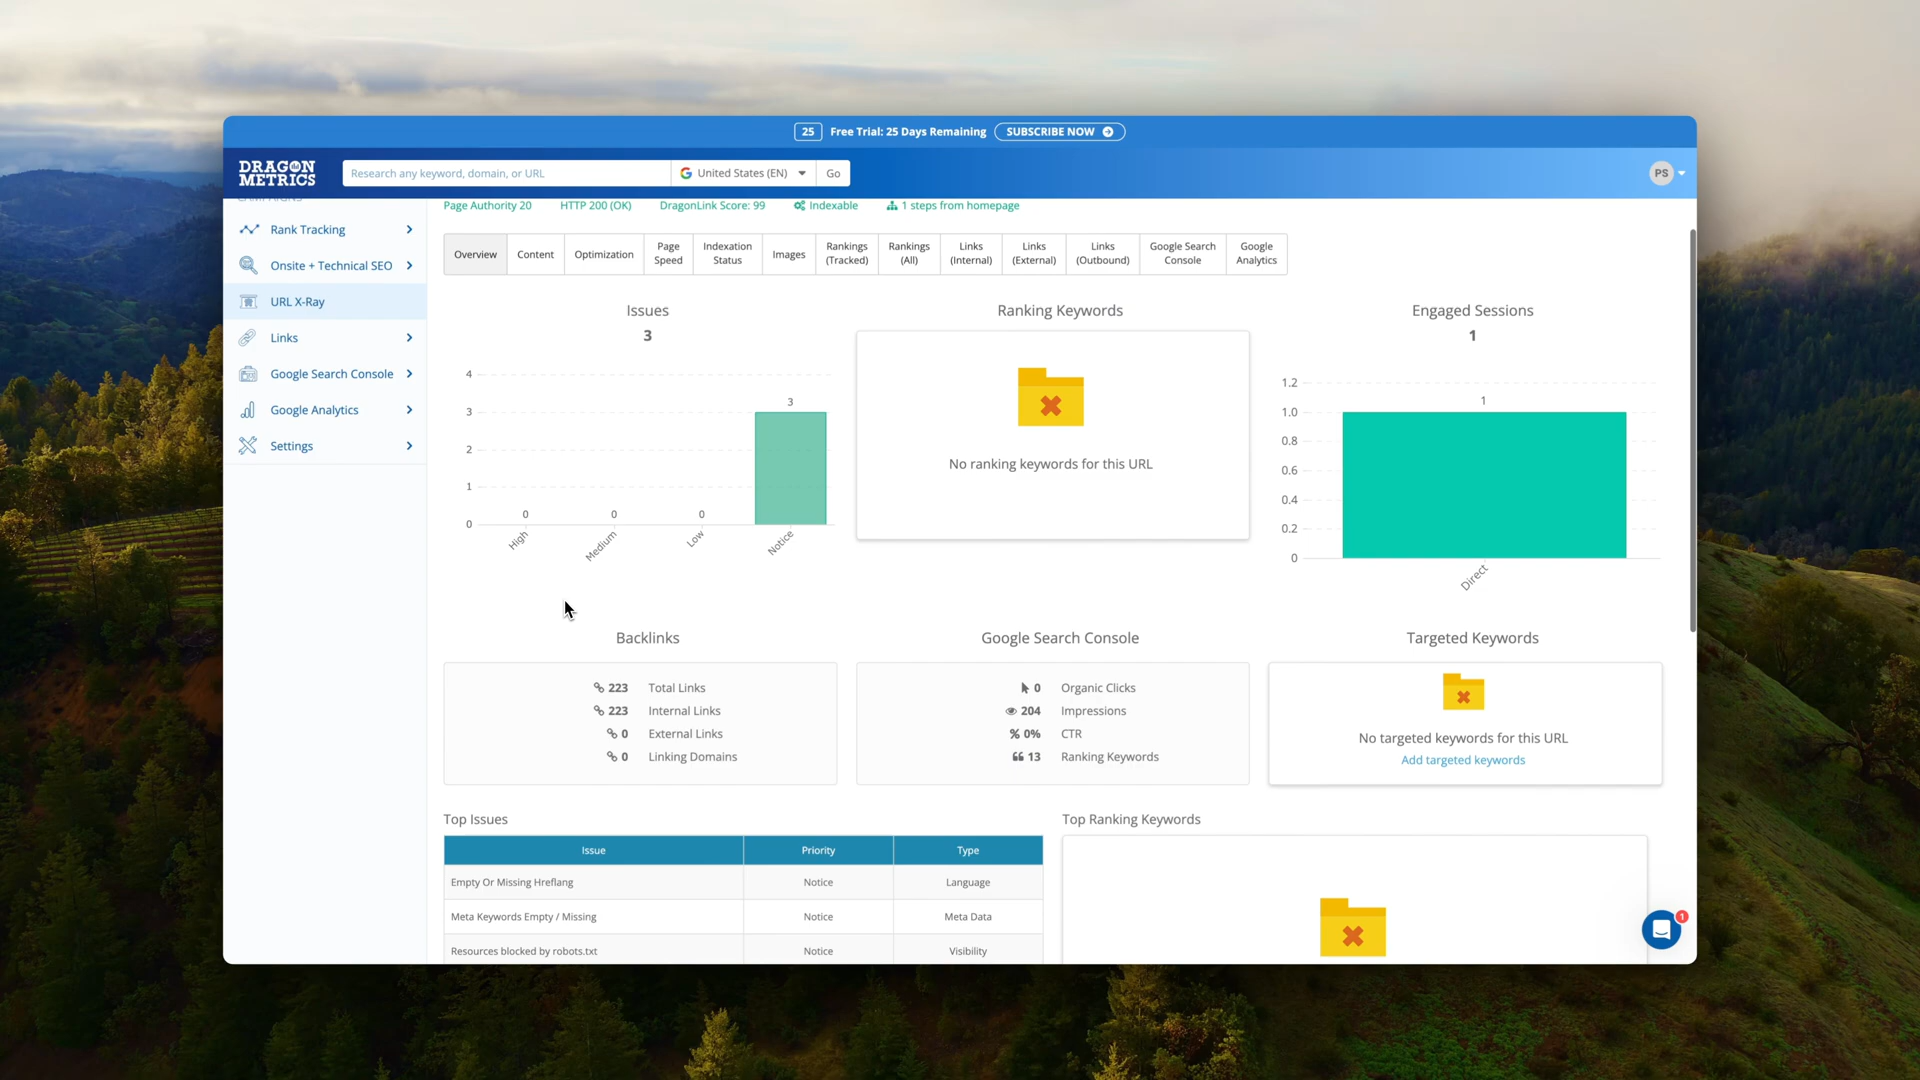 25 Free Trial: 25 Days Remaining SUBSCRIBE NOW
DRAGON METRICS
Research any keyword, domain, or URL
United States (EN)
Go
PS
Page Authority 20
HTTP 200 (OK)
DragonLink Score: 99
Indexable
1 steps from homepage
Rank Tracking
Onsite + Technical SEO
URL X-Ray
Links
Google Search Console
Google Analytics
Settings
Overview
Content
Optimization
Page Speed
Indexation Status
Images
Rankings (Tracked)
Rankings (All)
Links (Internal)
Links (External)
Links (Outbound)
Google Search Console
Google Analytics
Issues
3
4
3
2
1
0
0
0
0
3
High
Medium
Low
Notice
Ranking Keywords
No ranking keywords for this URL
Engaged Sessions
1
1.2
1.0
0.8
0.6
0.4
0.2
0
1
Direct
Backlinks
223 Total Links
223 Internal Links
0 External Links
0 Linking Domains
Google Search Console
0 Organic Clicks
204 Impressions
0% CTR
13 Ranking Keywords
Targeted Keywords
No targeted keywords for this URL
Add targeted keywords
Top Issues
Issue Priority Type
Empty Or Missing Hreflang Notice Language
Meta Keywords Empty / Missing Notice Meta Data
Resources blocked by robots.txt Notice Visibility
Top Ranking Keywords
1